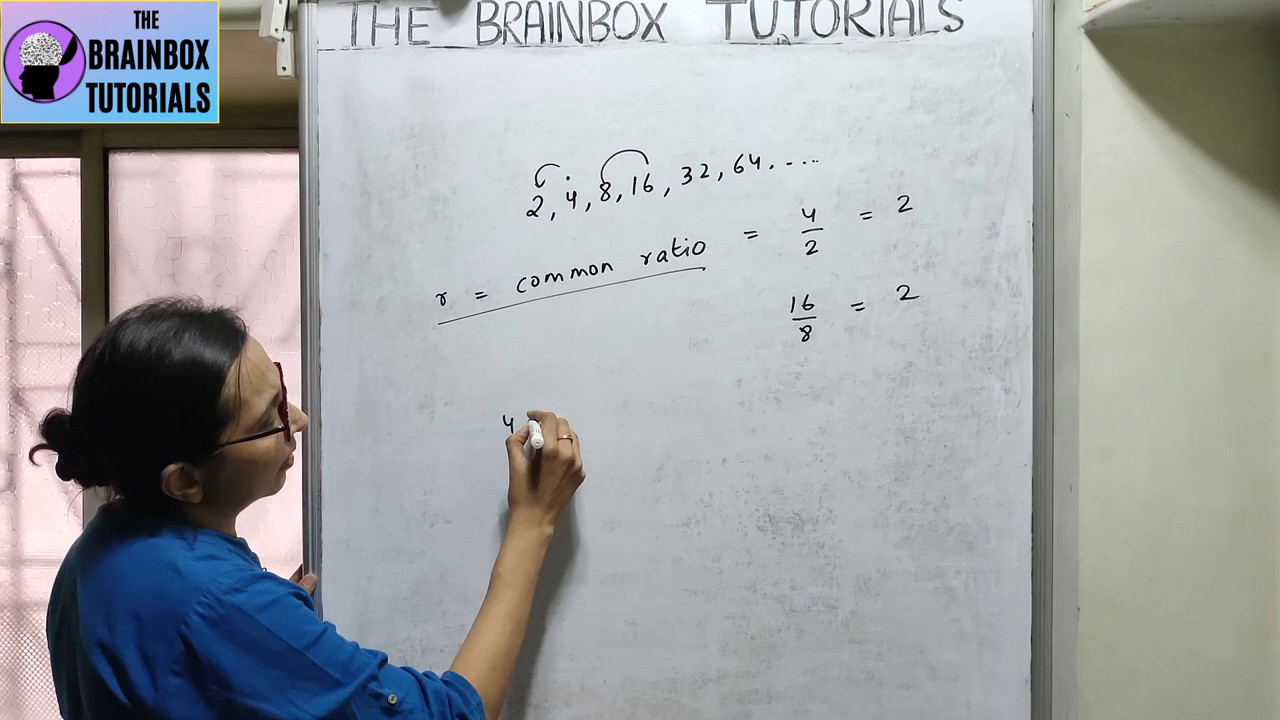 THE
BRAINBOX
TUTORIALS
THE BRAINBOX TUTORIALS
2, 4, 8, 16, 32, 64, ....
r = common ratio = 4/2 = 2
16/8 = 2
4